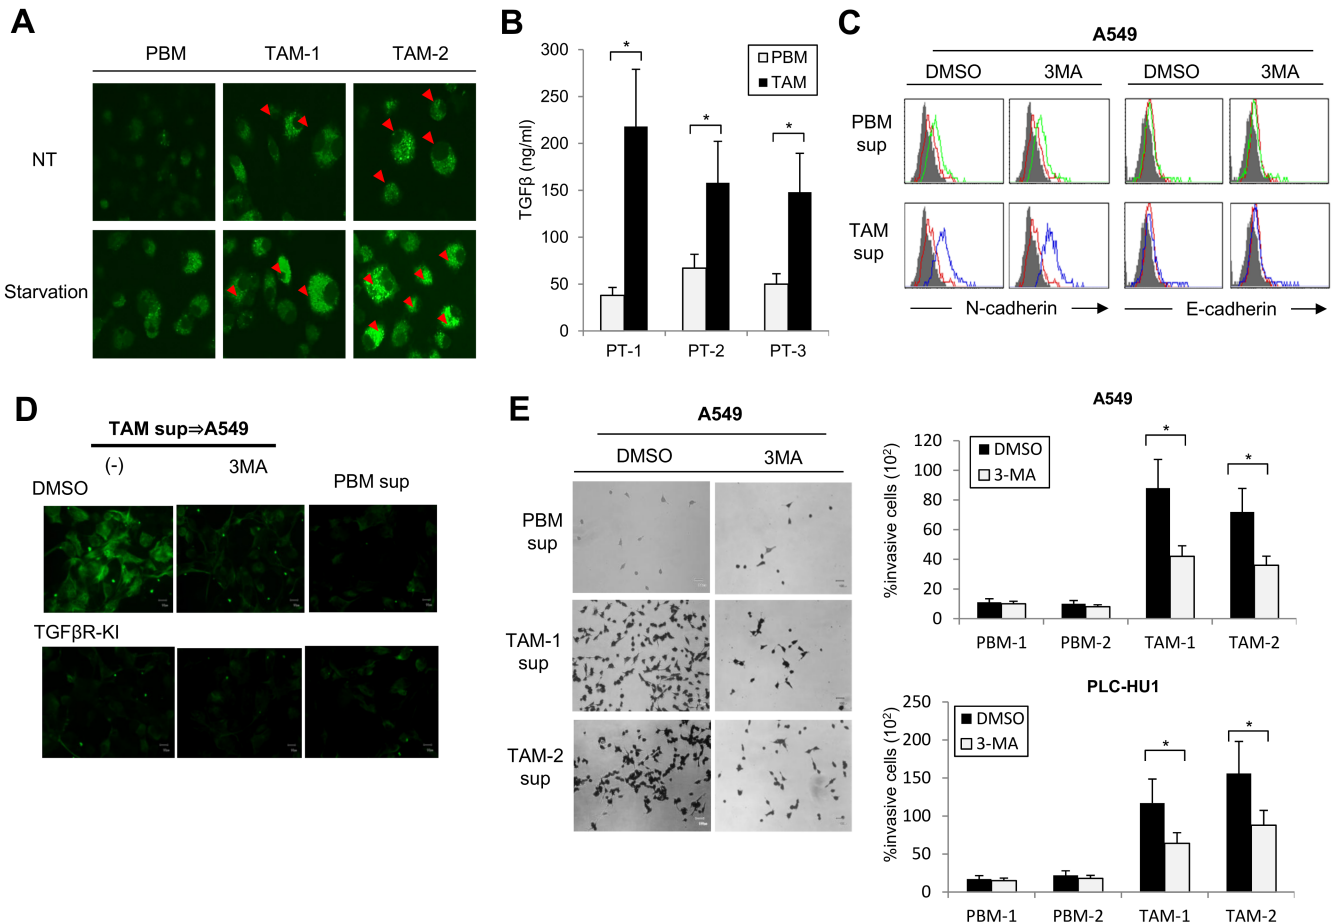 A
PBM TAM-1 TAM-2
NT
Starvation
B
300
250
200
150
100
50
0
TGFβ (ng/ml)
PBM
TAM
*
*
*
PT-1 PT-2 PT-3
C
A549
DMSO 3MA DMSO 3MA
PBM
sup
TAM
sup
N-cadherin E-cadherin
D
TAM sup⇒A549
(-) 3MA
PBM sup
DMSO
TGFβR-KI
E
A549
DMSO 3MA
PBM
sup
TAM-1
sup
TAM-2
sup
A549
%invasive cells (10²)
120
100
80
60
40
20
0
DMSO
3-MA
*
*
PBM-1 PBM-2 TAM-1 TAM-2
PLC-HU1
%invasive cells (10²)
250
200
150
100
50
0
DMSO
3-MA
*
*
PBM-1 PBM-2 TAM-1 TAM-2